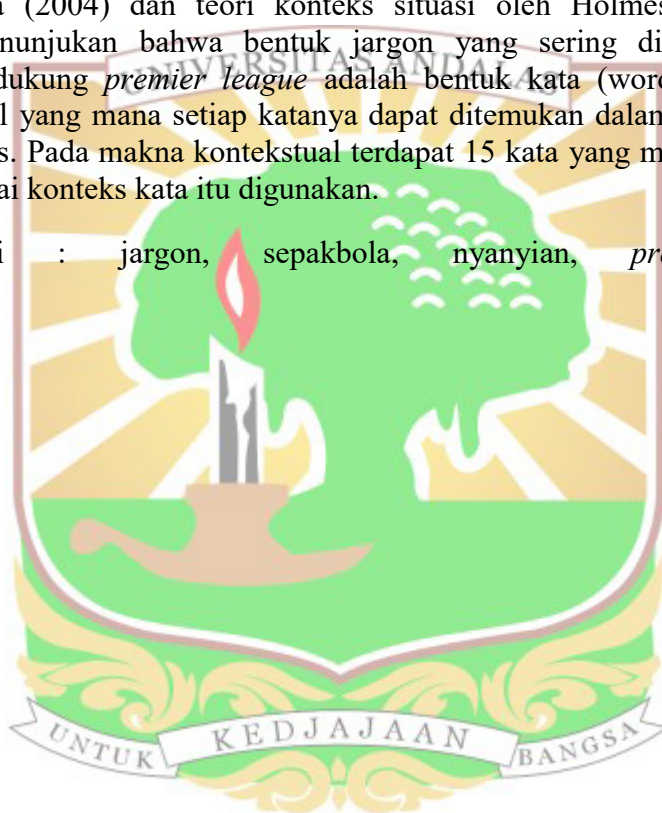 (2004) dan teori konteks situasi oleh Holmes
nunjukan bahwa bentuk jargon yang sering di
dukung premier league adalah bentuk kata (wor
UNIVERSITAS ANDALAS
l yang mana setiap katanya dapat ditemukan dalam
s. Pada makna kontekstual terdapat 15 kata yang m
ai konteks kata itu digunakan.
i : jargon, sepakbola, nyanyian, pr
UNTUK KEDJAJAAN BANGSA